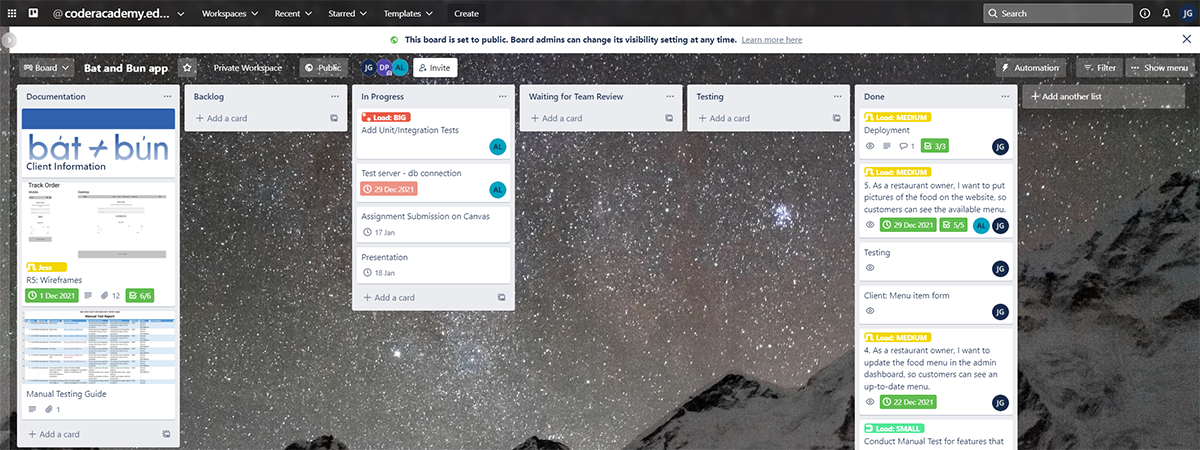 @coderacademy.ed...
Workspaces
Recent
Starred
Templates
Create
Search
JG
This board is set to public. Board admins can change its visibility setting at any time. Learn more here
Board
Bat and Bun app
Private Workspace
Public
JG
DP
AL
Invite
Automation
Filter
Show menu
Documentation
bát ≠ bún
Client Information
Track Order
Jess
R5: Wireframes
1 Dec 2021
12
6/6
Manual Test Report
Manual Testing Guide
1
+ Add a card
Backlog
+ Add a card
In Progress
Load: BIG
Add Unit/Integration Tests
AL
Test server - db connection
29 Dec 2021
AL
Assignment Submission on Canvas
17 Jan
Presentation
18 Jan
+ Add a card
Waiting for Team Review
+ Add a card
Testing
+ Add a card
Done
Load: MEDIUM
Deployment
1
3/3
JG
Load: MEDIUM
5. As a restaurant owner, I want to put
pictures of the food on the website, so
customers can see the available menu.
29 Dec 2021
5/5
AL
JG
Testing
JG
Client: Menu item form
JG
Load: MEDIUM
4. As a restaurant owner, I want to
update the food menu in the admin
dashboard, so customers can see an
up-to-date menu.
22 Dec 2021
JG
Load: SMALL
Conduct Manual Test for features that
+ Add another list